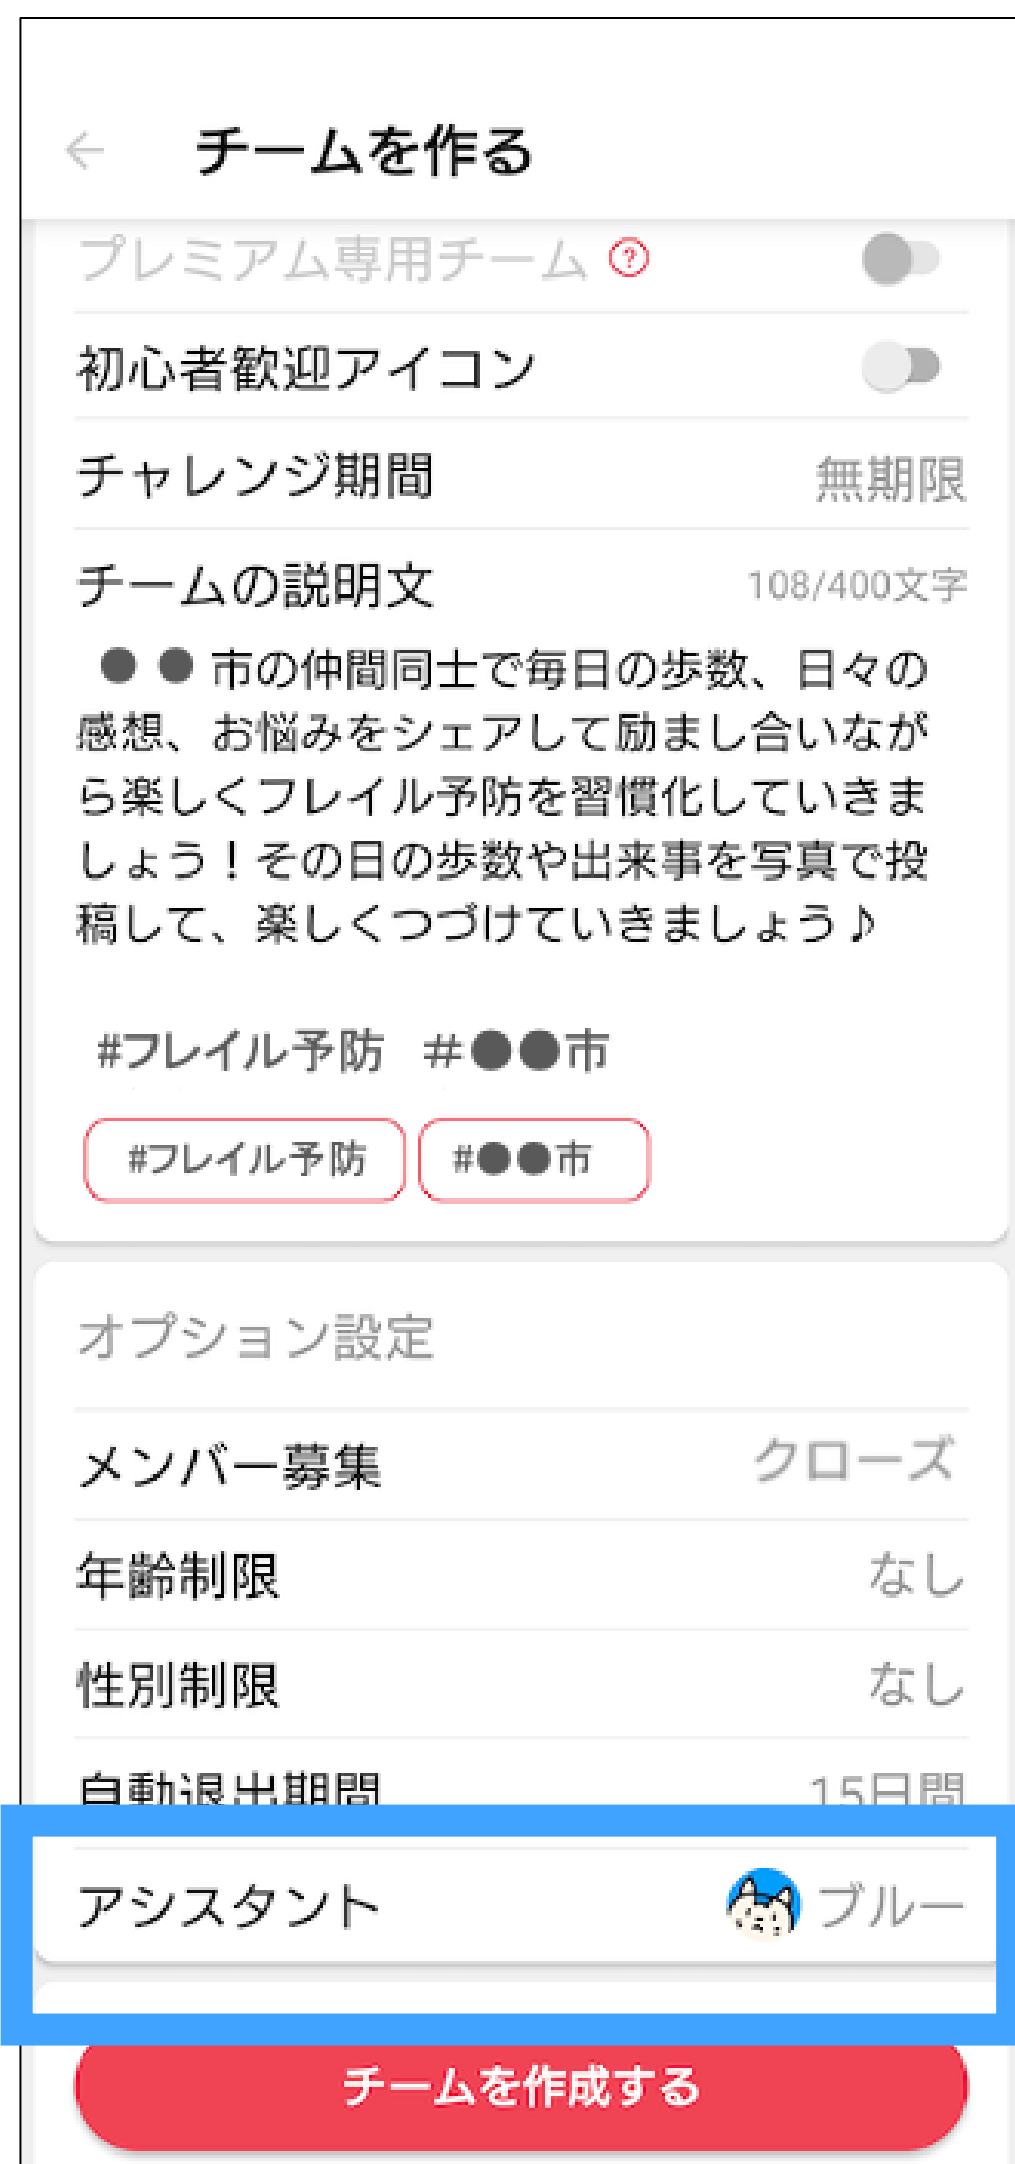 チームを作る
プレミアム専用チーム ?
初心者歓迎アイコン
チャレンジ期間 無期限
チームの説明文 108/400文字
●●市の仲間同士で毎日の歩数、日々の
感想、お悩みをシェアして励まし合いなが
ら楽しくフレイル予防を習慣化していきま
しょう！その日の歩数や出来事を写真で投
稿して、楽しくつづけていきましょう♪
#フレイル予防 #●●市
#フレイル予防 #●●市
オプション設定
メンバー募集 クローズ
年齢制限 なし
性別制限 なし
自動退出期間 15日間
アシスタント ブルー
チームを作成する